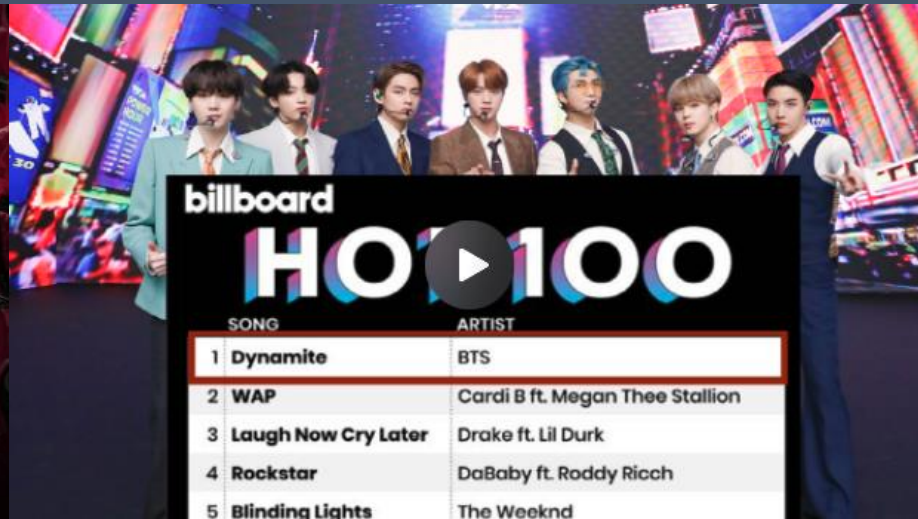 30
billboard
HOT 100
SONG ARTIST
1 Dynamite BTS
2 WAP Cardi B ft. Megan Thee Stallion
3 Laugh Now Cry Later Drake ft. Lil Durk
4 Rockstar DaBaby ft. Roddy Ricch
5 Blinding Lights The Weeknd